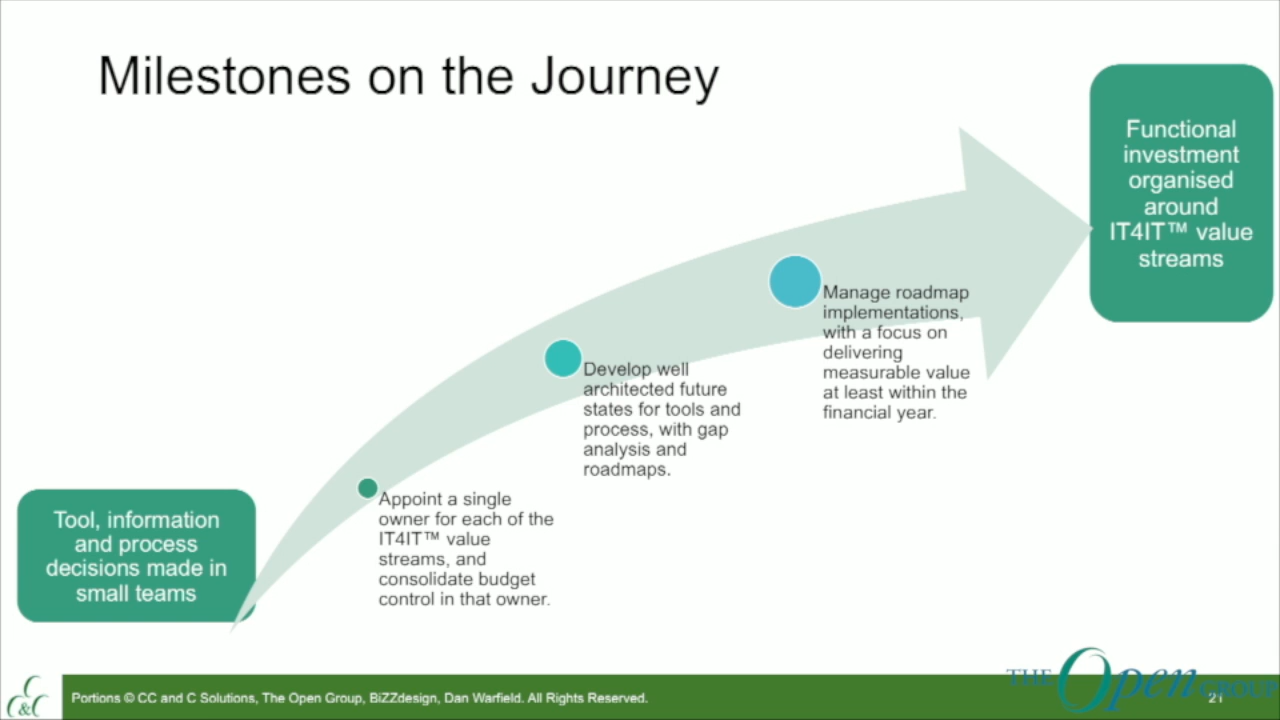 Milestones on the Journey
Functional
investment
organised
around
IT4IT™ value
streams
Manage roadmap
implementations,
with a focus on
delivering
measurable value
at least within the
financial year.
Develop well
architected future
states for tools and
process, with gap
analysis and
roadmaps.
Appoint a single
owner for each of the
IT4IT™ value
streams, and
consolidate budget
control in that owner.
Tool, information
and process
decisions made in
small teams
C
C&C
Portions © CC and C Solutions, The Open Group, BiZZdesign, Dan Warfield. All Rights Reserved.
THE Open GROUP
21